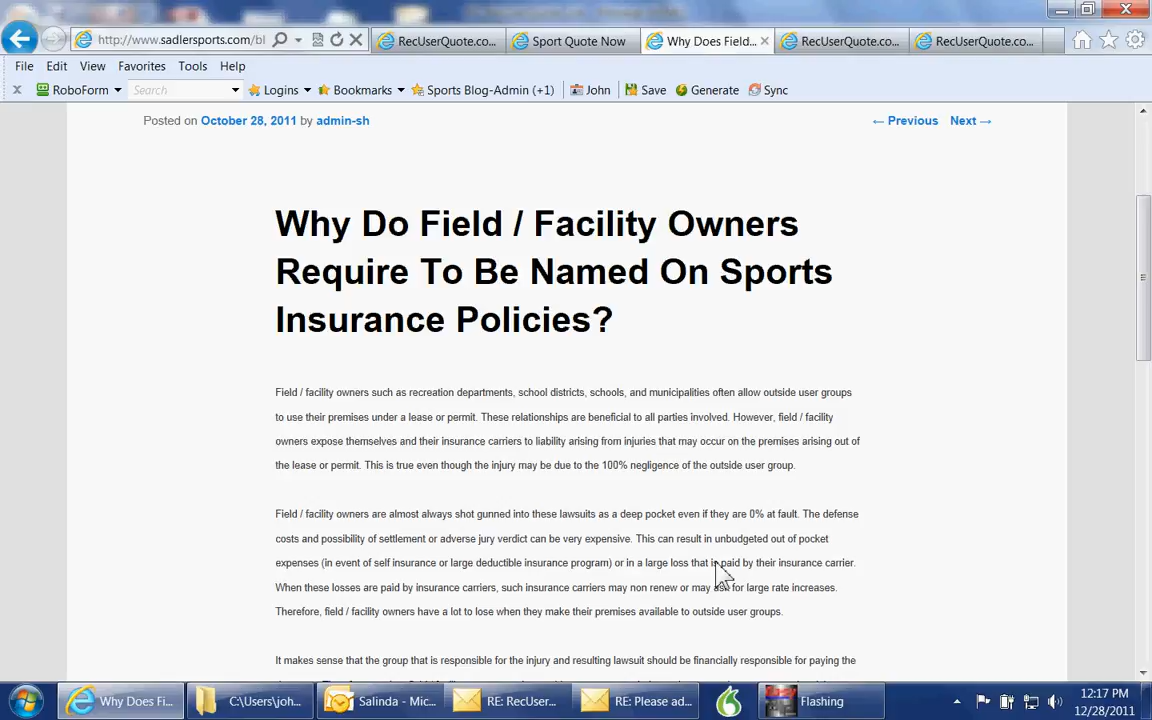 http://www.sadlersports.com/bl
RecUserQuote.co...
Sport Quote Now
Why Does Field...
RecUserQuote.co...
RecUserQuote.co...
File Edit View Favorites Tools Help
x RoboForm Search Logins Bookmarks Sports Blog-Admin (+1) John Save Generate Sync
Posted on October 28, 2011 by admin-sh
← Previous Next →
Why Do Field / Facility Owners
Require To Be Named On Sports
Insurance Policies?
Field / facility owners such as recreation departments, school districts, schools, and municipalities often allow outside user groups
to use their premises under a lease or permit. These relationships are beneficial to all parties involved. However, field / facility
owners expose themselves and their insurance carriers to liability arising from injuries that may occur on the premises arising out of
the lease or permit. This is true even though the injury may be due to the 100% negligence of the outside user group.
Field / facility owners are almost always shot gunned into these lawsuits as a deep pocket even if they are 0% at fault. The defense
costs and possibility of settlement or adverse jury verdict can be very expensive. This can result in unbudgeted out of pocket
expenses (in event of self insurance or large deductible insurance program) or in a large loss that is paid by their insurance carrier.
When these losses are paid by insurance carriers, such insurance carriers may non renew or may ask for large rate increases.
Therefore, field / facility owners have a lot to lose when they make their premises available to outside user groups.
It makes sense that the group that is responsible for the injury and resulting lawsuit should be financially responsible for paying the
Why Does Fi...
C:\Users\joh...
Salinda - Mic...
RE: RecUser...
RE: Please ad...
Flashing
12:17 PM
12/28/2011